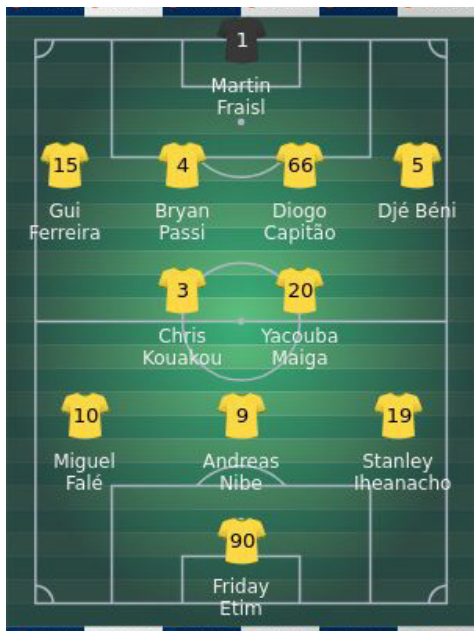 1
Martin
Fraisl
15
4
66
5
Gui
Ferreira
Bryan
Passi
Diogo
Capitão
Djé Béni
3
20
Chris
Kouakou
Yacouba
Maiga
10
9
19
Miguel
Falé
Andreas
Nibe
Stanley
Iheanacho
90
Friday
Etim